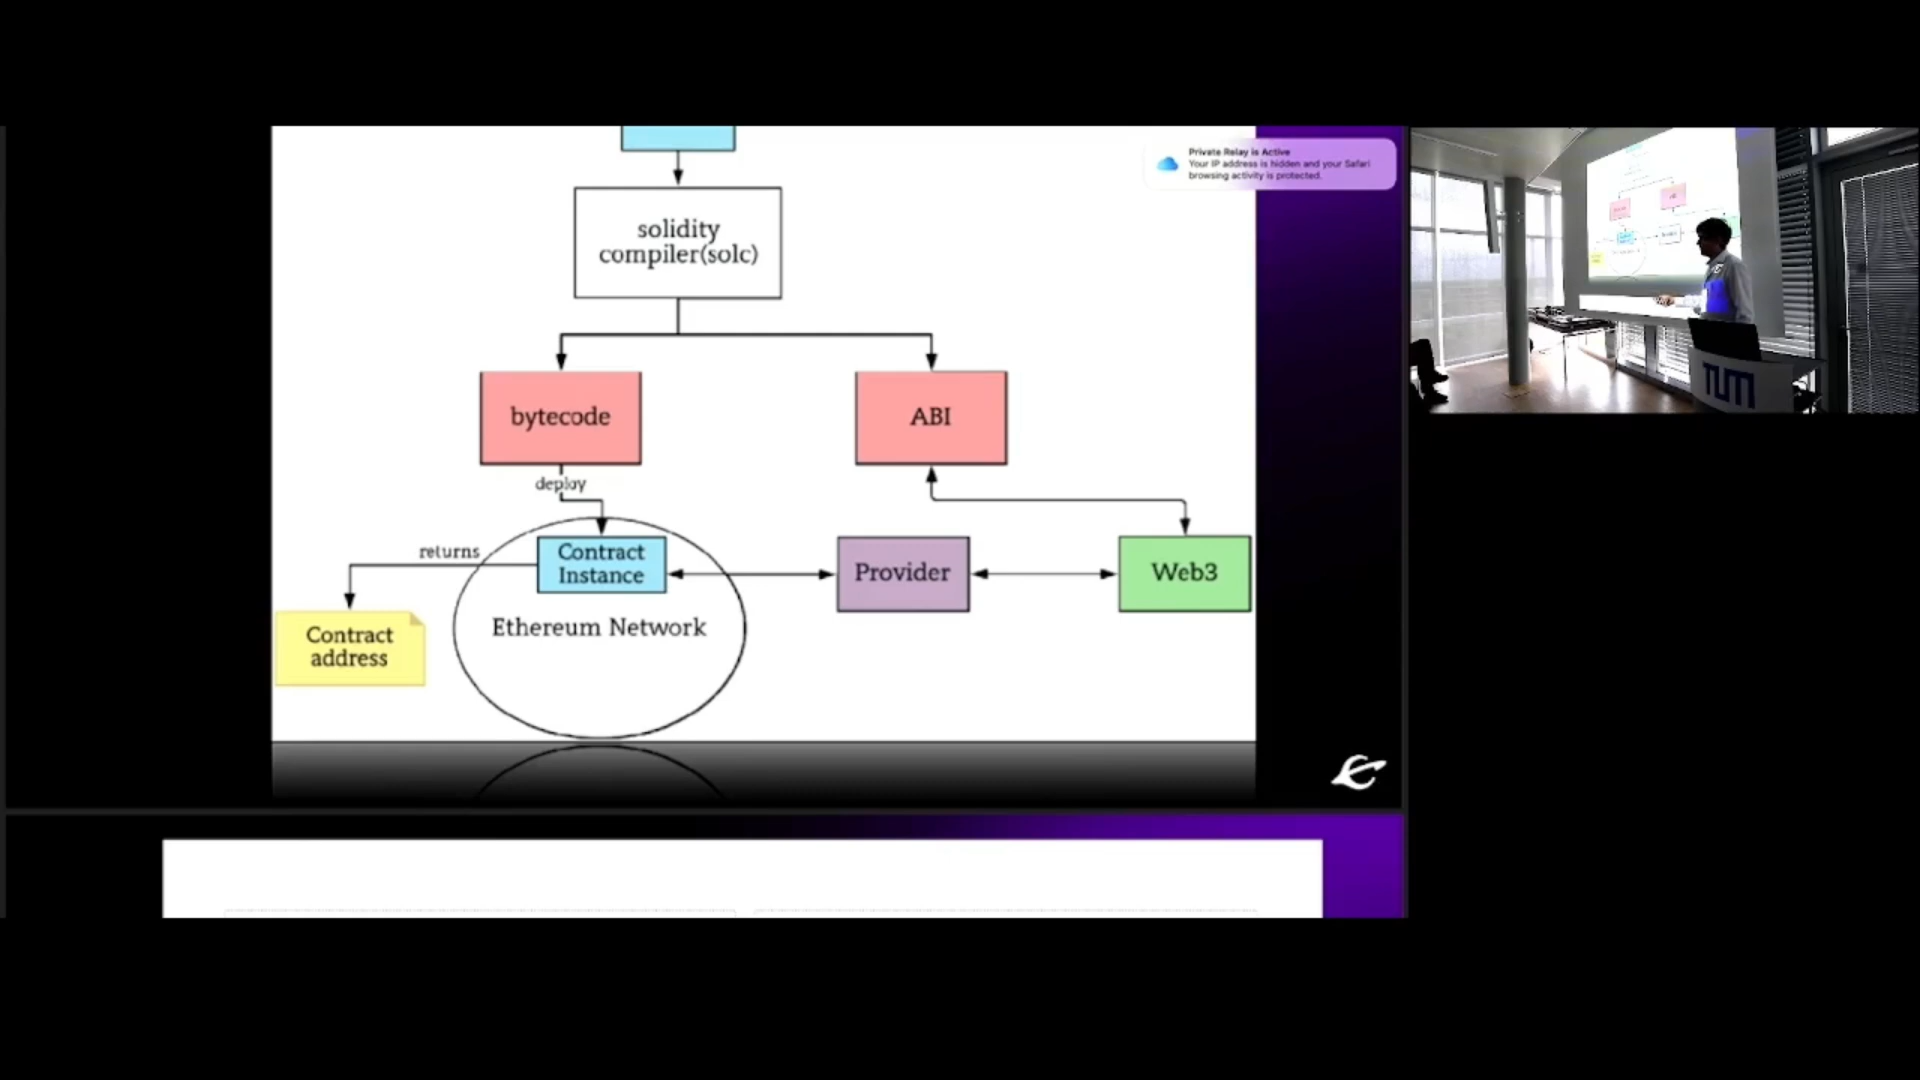 Private Relay is Active
Your IP address is hidden and your Safari
browsing activity is protected.
solidity
compiler(solc)
bytecode
ABI
deploy
returns
Contract
Instance
Provider
Web3
Ethereum Network
Contract
address
TUM